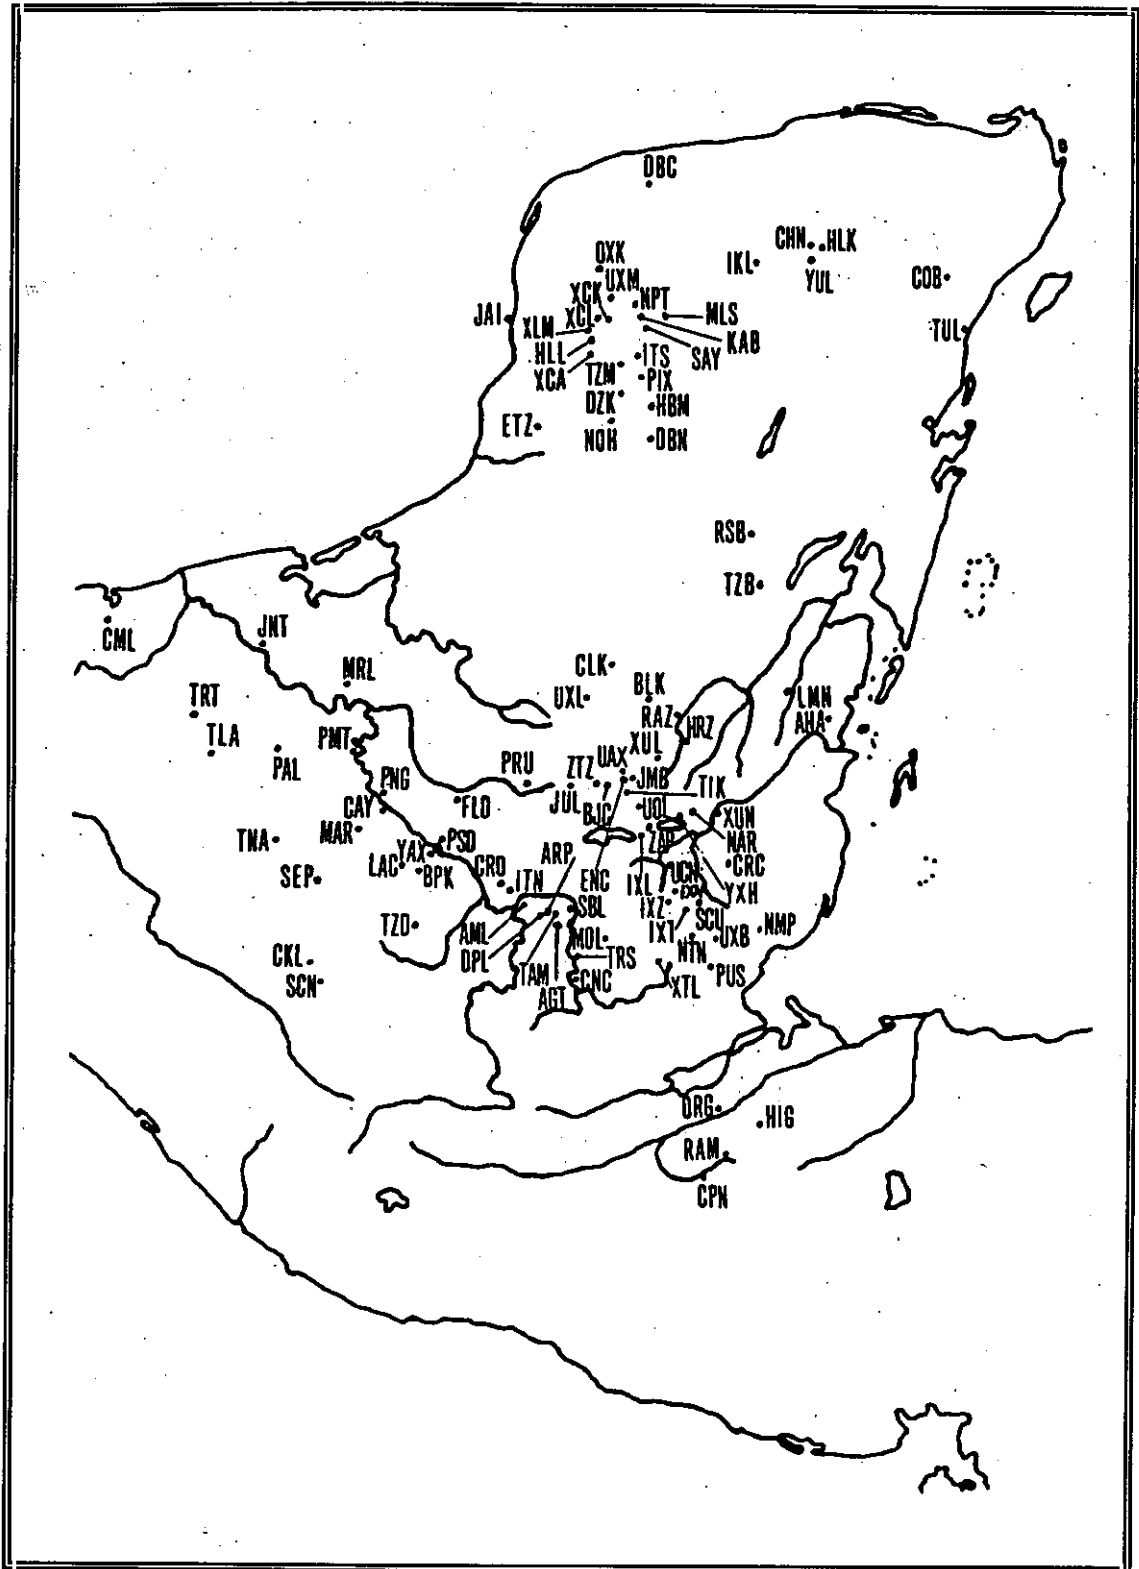 DBC
CHN HLK
IKL YUL COB
OXK
UXM
XCK NPT
JAI XCL MLS
XLM KAB TUL
HLL ITS SAY
XCA TZM PIX
DZK HBM
ETZ NOH DBN
RSB
TZB
CML JNT
MRL CLK
TRT UXL BLK LMN
RAZ HRZ AHA
TLA PMT UAX XUL
PAL PNG PRU ZTZ JMB TIK
CAY FLD JUL BJC UOL XUN
MAR NAR
TNA YAX PSD ARP ZAP
LAC BPK CRO ENC IXL UCN CRC
SEP ITN IXZ YXH
TZD AML SBL IXT SCU NMP
DPL MOL NTN UXB
CKL TAM TRS PUS
SCN AGT CNC XTL
ORG HIG
RAM
CPN